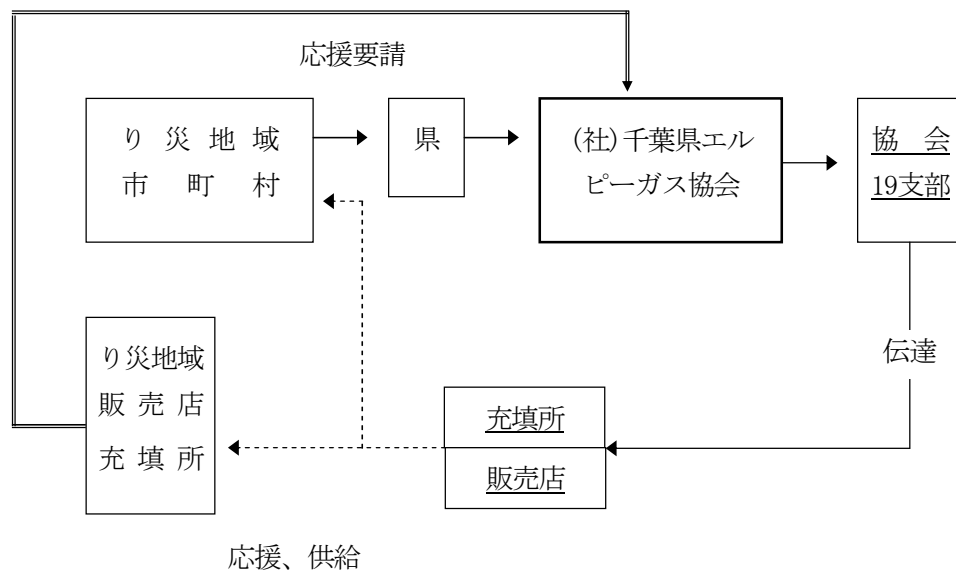 応援要請
り災地域
市町村
県
(社)千葉県エル
ピーガス協会
協会
19支部
伝達
り災地域
販売店
充填所
充填所
販売店
応援、供給